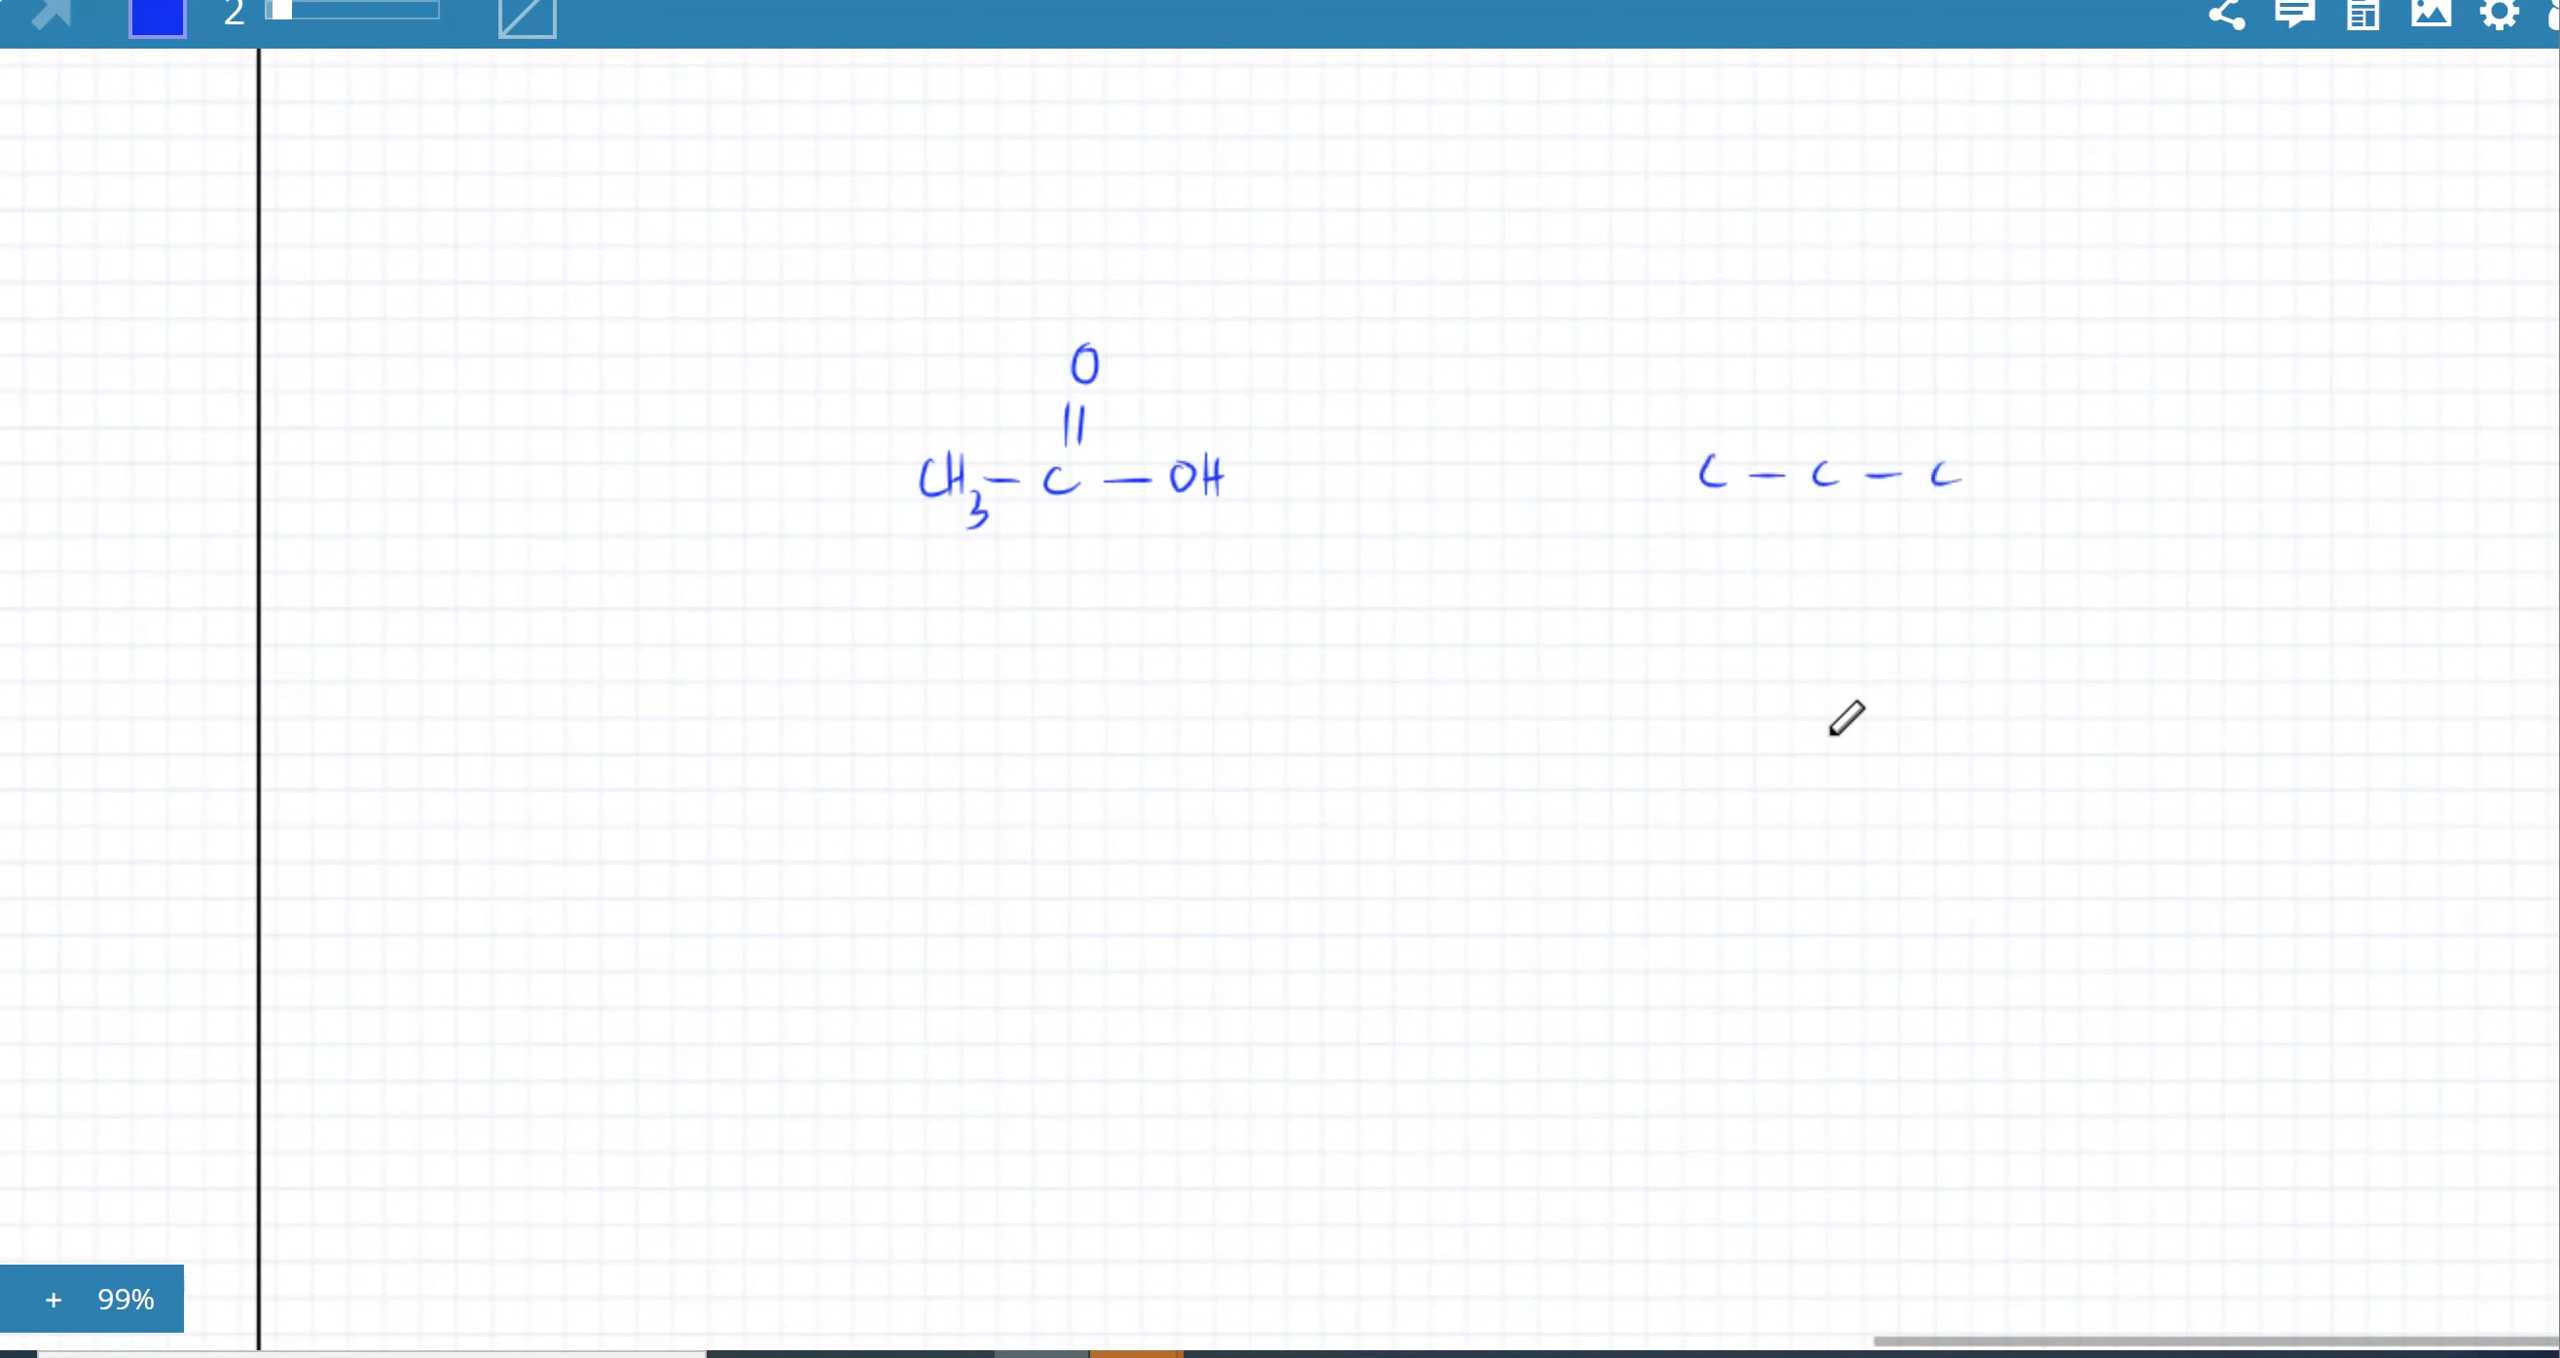 2
O
||
CH3 — C — OH
C — C — C
+ 99%